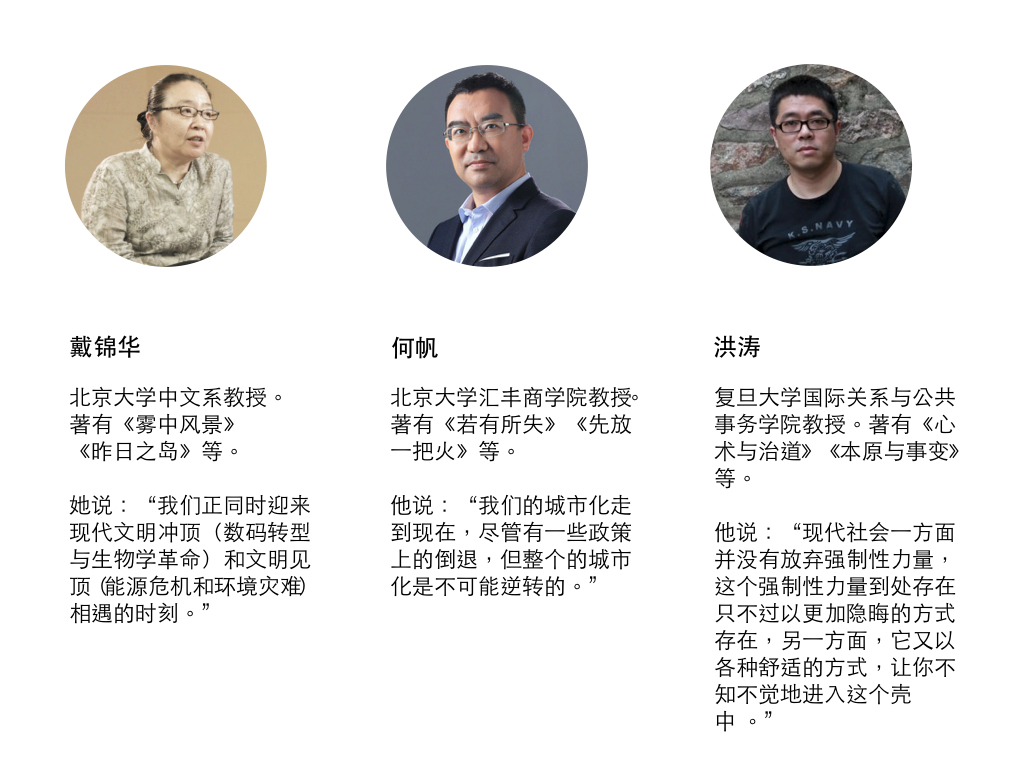 K.S.NAVY
戴锦华
北京大学中文系教授。
著有《雾中风景》
《昨日之岛》等。
她说：“我们正同时迎来
现代文明冲顶（数码转型
与生物学革命）和文明见
顶（能源危机和环境灾难）
相遇的时刻。”
何帆
北京大学汇丰商学院教授。
著有《若有所失》《先放
一把火》等。
他说：“我们的城市化走
到现在，尽管有一些政策
上的倒退，但整个的城市
化是不可能逆转的。”
洪涛
复旦大学国际关系与公共
事务学院教授。著有《心
术与治道》《本原与事变》
等。
他说：“现代社会一方面
并没有放弃强制性力量，
这个强制性力量到处存在
只不过以更加隐晦的方式
存在，另一方面，它又以
各种舒适的方式，让你不
知不觉地进入这个壳
中 。”